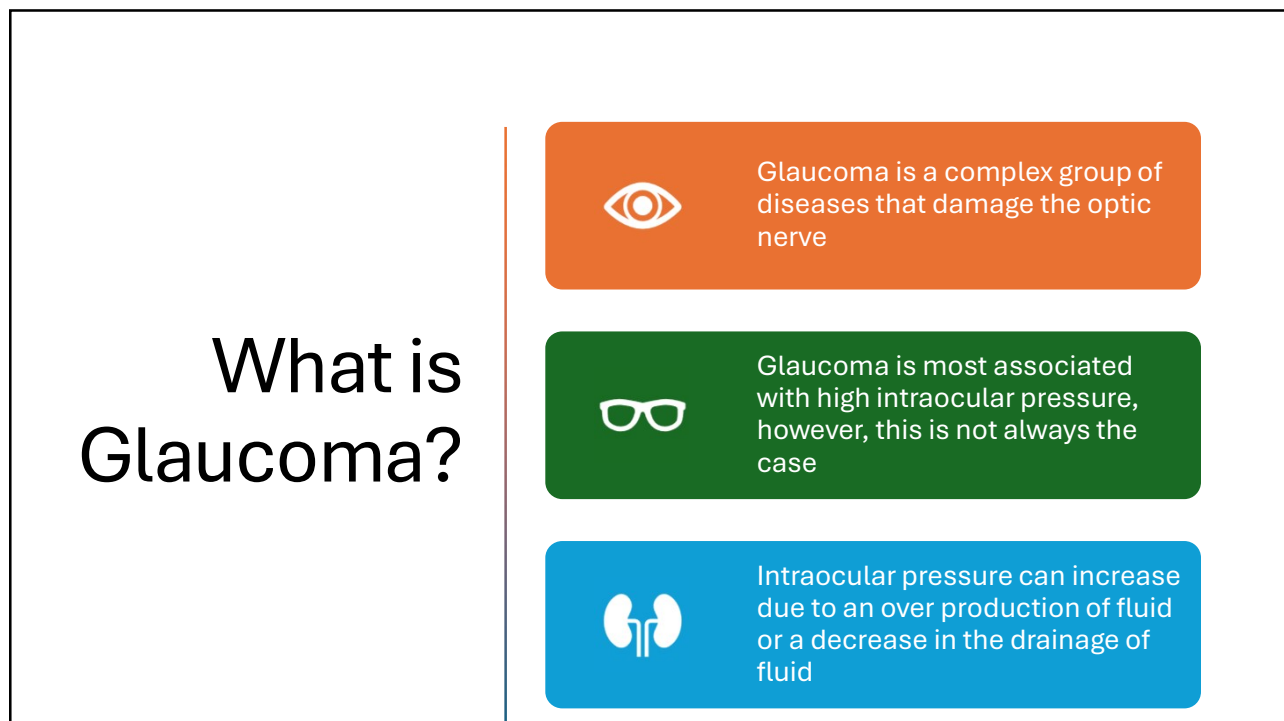 What is
Glaucoma?
Glaucoma is a complex group of
diseases that damage the optic
nerve
Glaucoma is most associated
with high intraocular pressure,
however, this is not always the
case
Intraocular pressure can increase
due to an over production of fluid
or a decrease in the drainage of
fluid